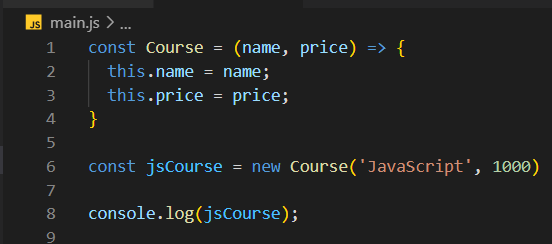 JS main.js > ...
1 const Course = (name, price) => {
2 this.name = name;
3 this.price = price;
4 }
5
6 const jsCourse = new Course('JavaScript', 1000)
7
8 console.log(jsCourse);
9